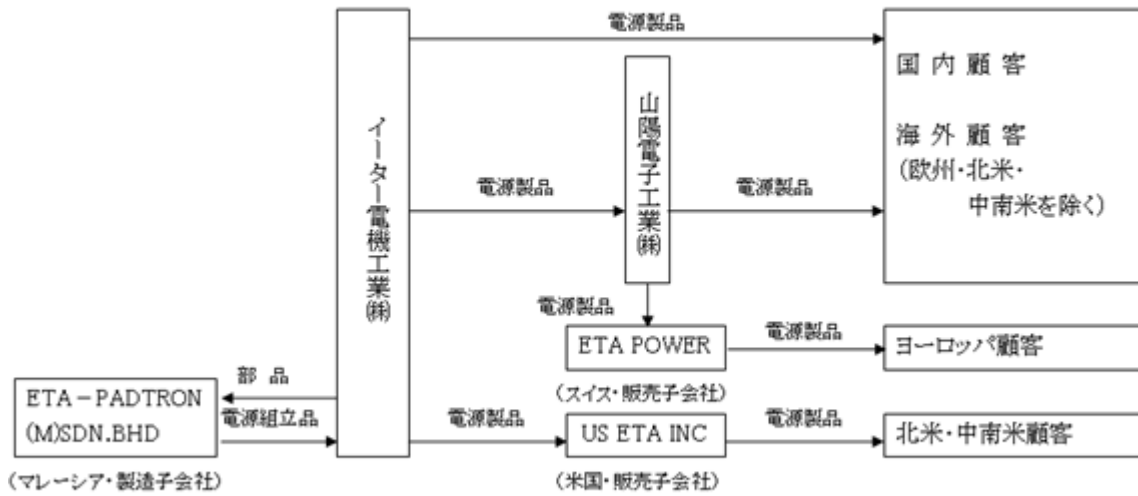 電源製品
国内顧客
海外顧客
(欧州・北米・
中南米を除く)
イーター電機工業㈱
山陽電子工業㈱
電源製品
電源製品
電源製品
ETA POWER
(スイス・販売子会社)
電源製品
ヨーロッパ顧客
部品
ETA-PADTRON
(M)SDN.BHD
電源組立品
(マレーシア・製造子会社)
電源製品
US ETA INC
(米国・販売子会社)
電源製品
北米・中南米顧客